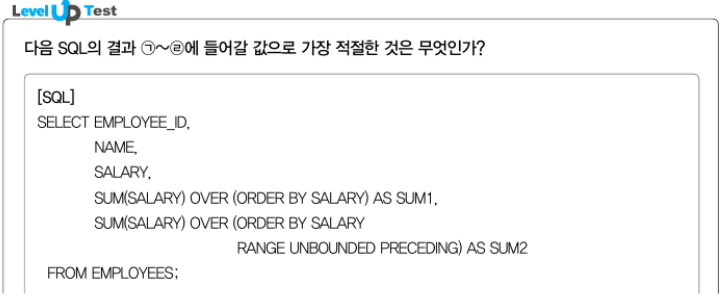 Level Up Test
다음 SQL의 결과 ㉠~㉣에 들어갈 값으로 가장 적절한 것은 무엇인가?
[SQL]
SELECT EMPLOYEE_ID,
NAME,
SALARY,
SUM(SALARY) OVER (ORDER BY SALARY) AS SUM1,
SUM(SALARY) OVER (ORDER BY SALARY
RANGE UNBOUNDED PRECEDING) AS SUM2
FROM EMPLOYEES;